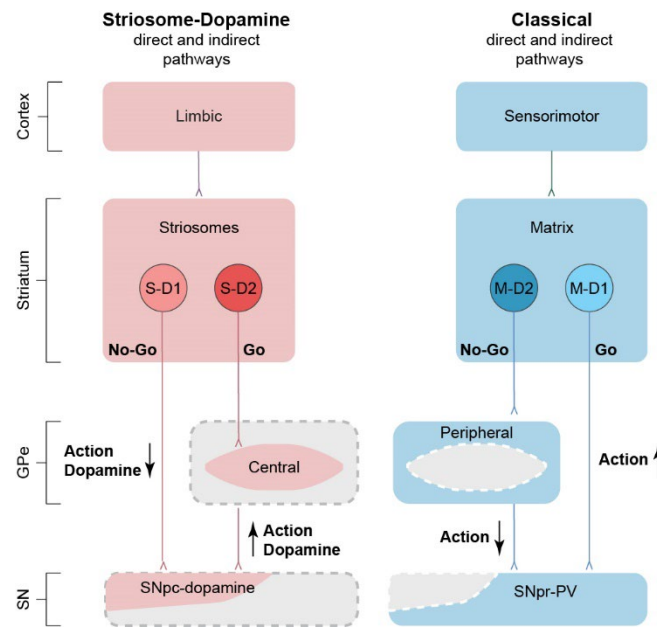 Striosome-Dopamine
direct and indirect
pathways
Classical
direct and indirect
pathways
Cortex
Limbic
Sensorimotor
Striatum
Striosomes
Matrix
S-D1
S-D2
M-D2
M-D1
No-Go
Go
No-Go
Go
GPe
Action
Dopamine
Central
Peripheral
Action
Action
Dopamine
Action
SN
SNpc-dopamine
SNpr-PV